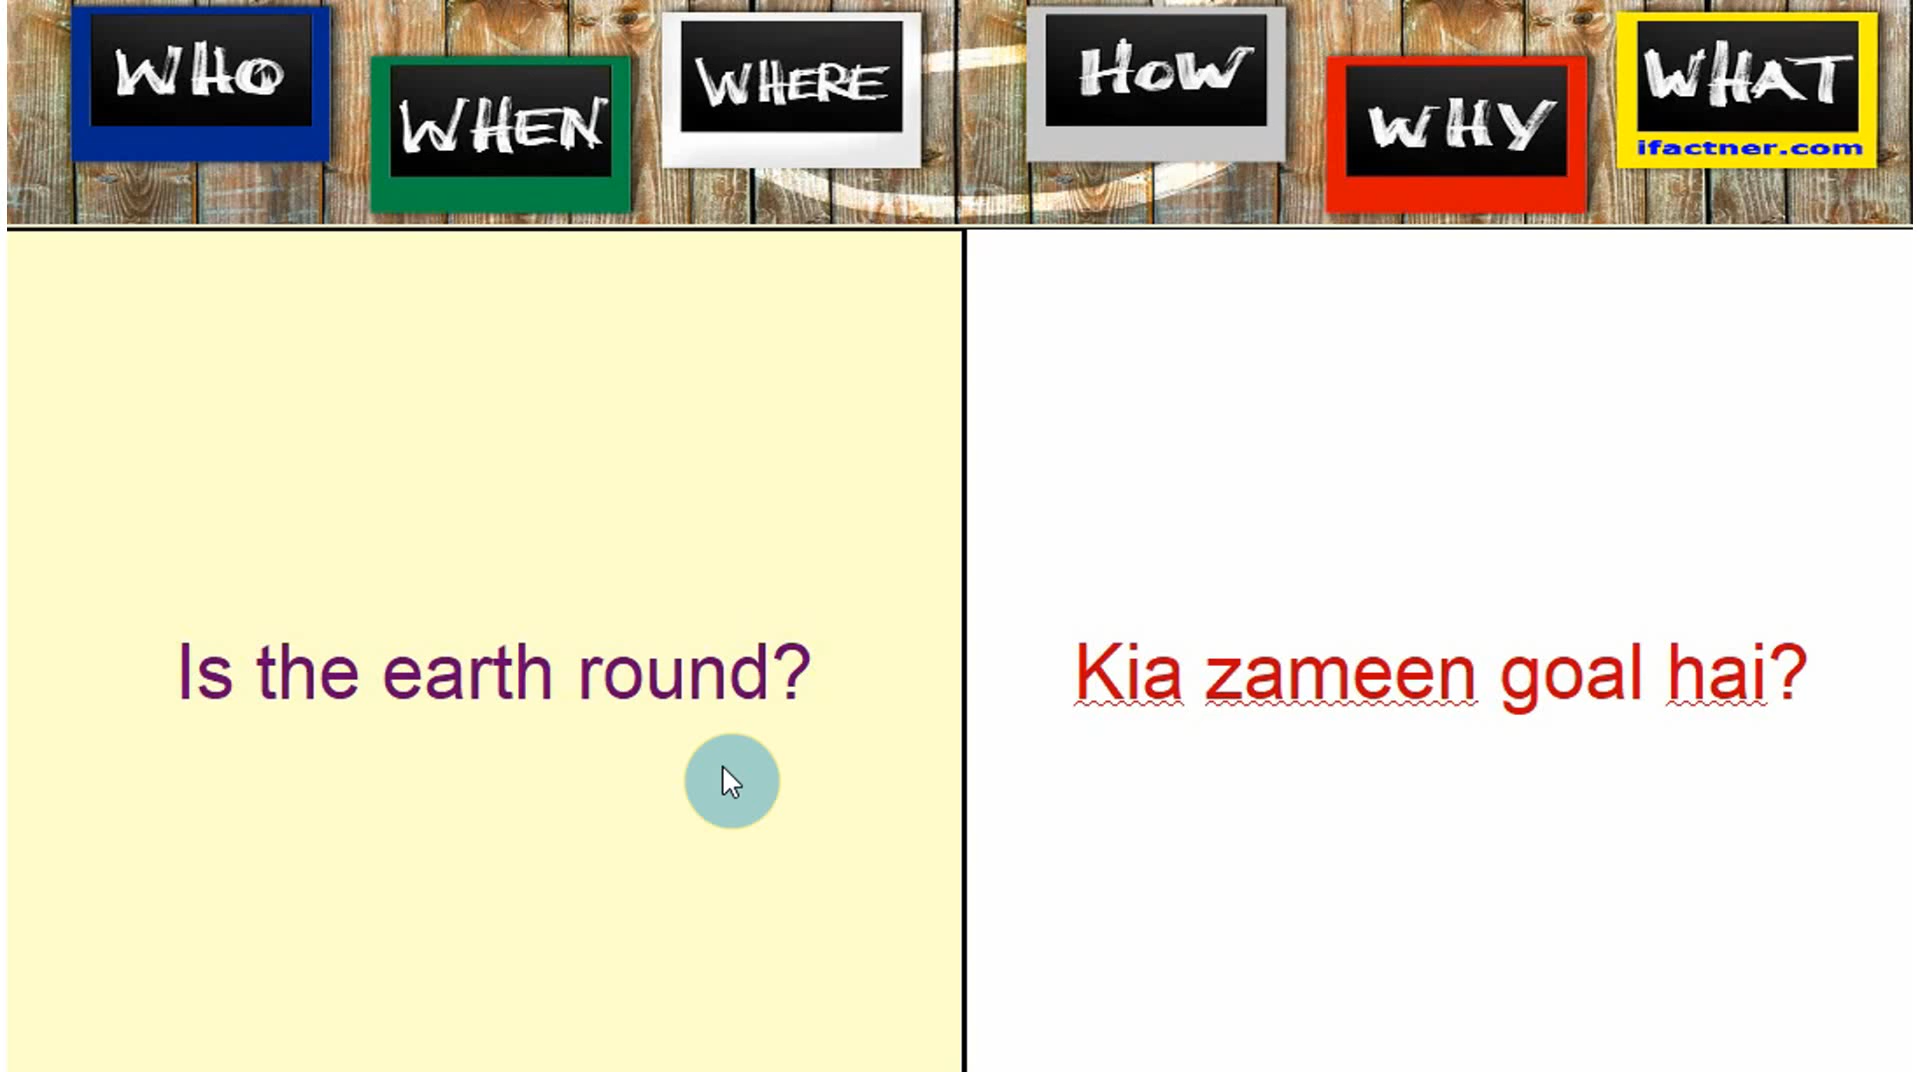 WHO
WHEN
WHERE
HOW
WHY
WHAT
ifactner.com
Is the earth round?
Kia zameen goal hai?